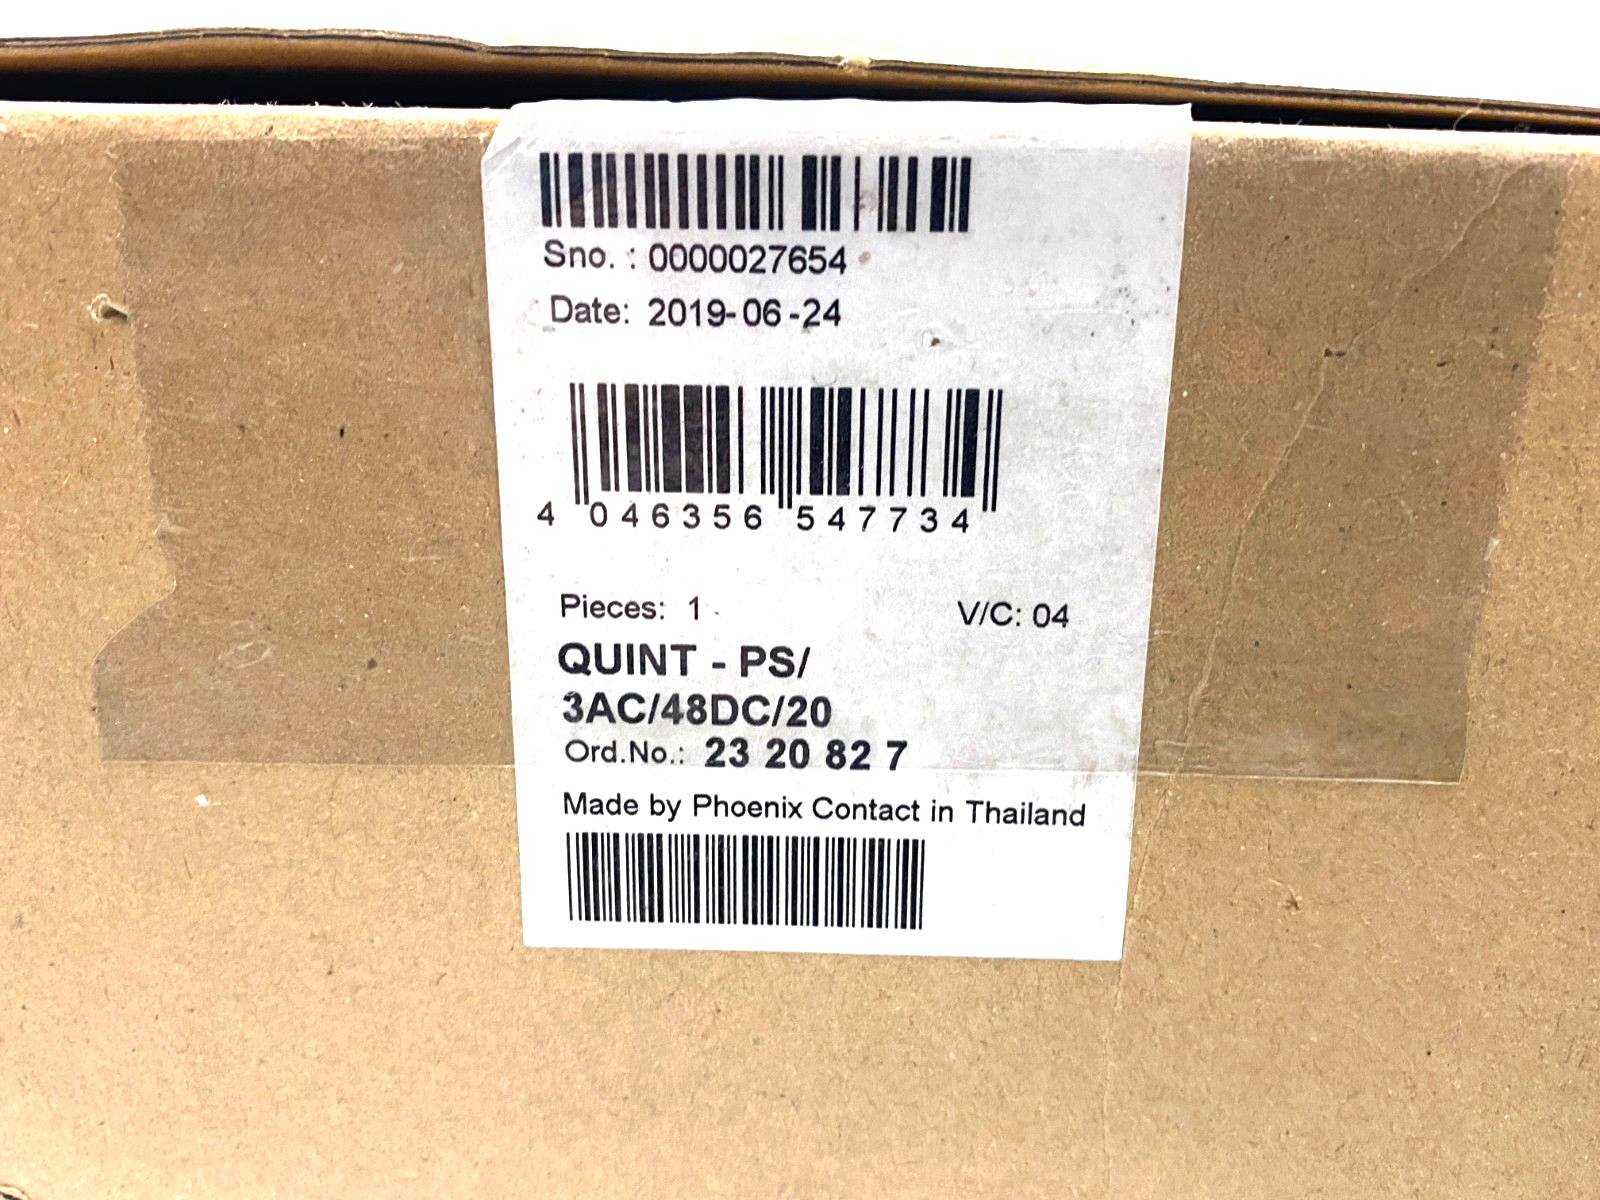 Sno. : 0000027654
Date: 2019-06-24
4 046356 547734
Pieces: 1 V/C: 04
QUINT - PS/
3AC/48DC/20
Ord.No.: 23 20 82 7
Made by Phoenix Contact in Thailand